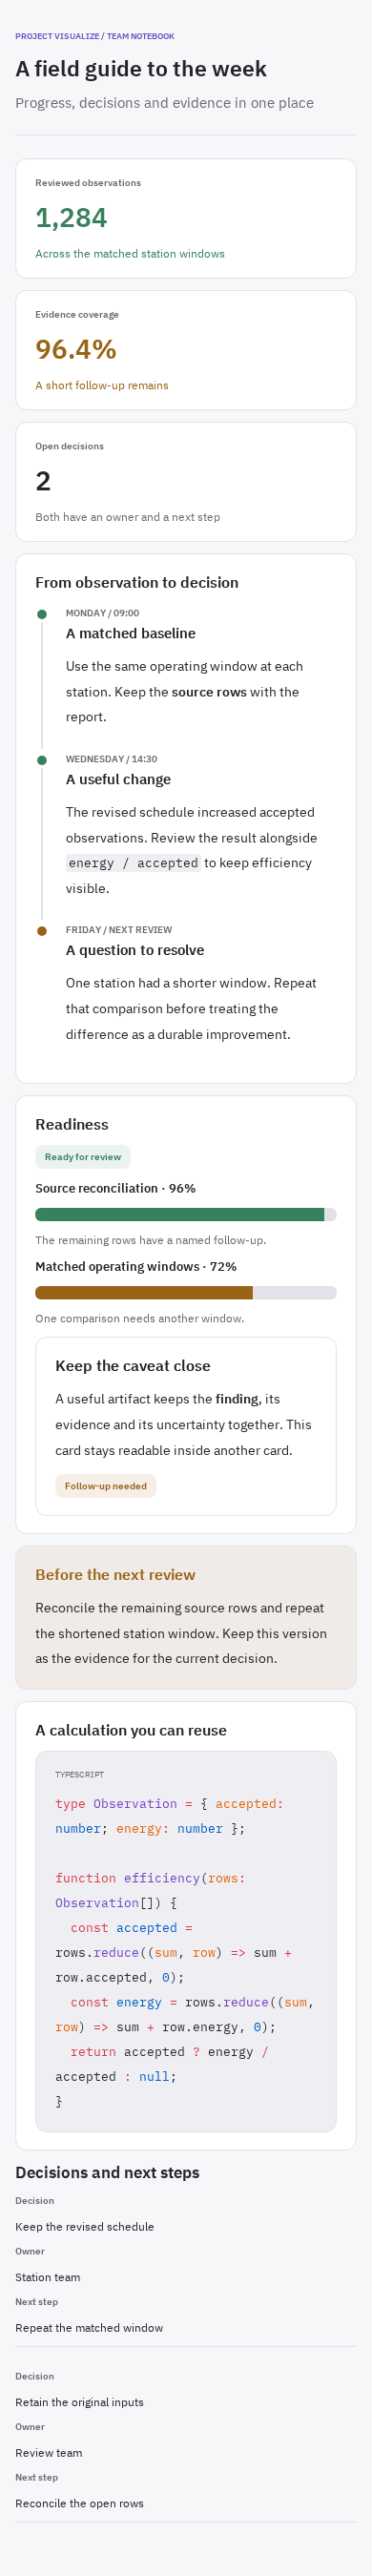 PROJECT VISUALIZE / TEAM NOTEBOOK
A field guide to the week
Progress, decisions and evidence in one place
Reviewed observations
1,284
Across the matched station windows
Evidence coverage
96.4%
A short follow-up remains
Open decisions
2
Both have an owner and a next step
From observation to decision
MONDAY / 09:00
A matched baseline
Use the same operating window at each
station. Keep the source rows with the
report.
WEDNESDAY / 14:30
A useful change
The revised schedule increased accepted
observations. Review the result alongside
energy / accepted to keep efficiency
visible.
FRIDAY / NEXT REVIEW
A question to resolve
One station had a shorter window. Repeat
that comparison before treating the
difference as a durable improvement.
Readiness
Ready for review
Source reconciliation · 96%
The remaining rows have a named follow-up.
Matched operating windows · 72%
One comparison needs another window.
Keep the caveat close
A useful artifact keeps the finding, its
evidence and its uncertainty together. This
card stays readable inside another card.
Follow-up needed
Before the next review
Reconcile the remaining source rows and repeat
the shortened station window. Keep this version
as the evidence for the current decision.
A calculation you can reuse
TYPESCRIPT
type Observation = { accepted:
number; energy: number };
function efficiency(rows:
Observation[]) {
  const accepted =
rows.reduce((sum, row) => sum +
row.accepted, 0);
  const energy = rows.reduce((sum,
row) => sum + row.energy, 0);
  return accepted ? energy /
accepted : null;
}
Decisions and next steps
Decision
Keep the revised schedule
Owner
Station team
Next step
Repeat the matched window
Decision
Retain the original inputs
Owner
Review team
Next step
Reconcile the open rows